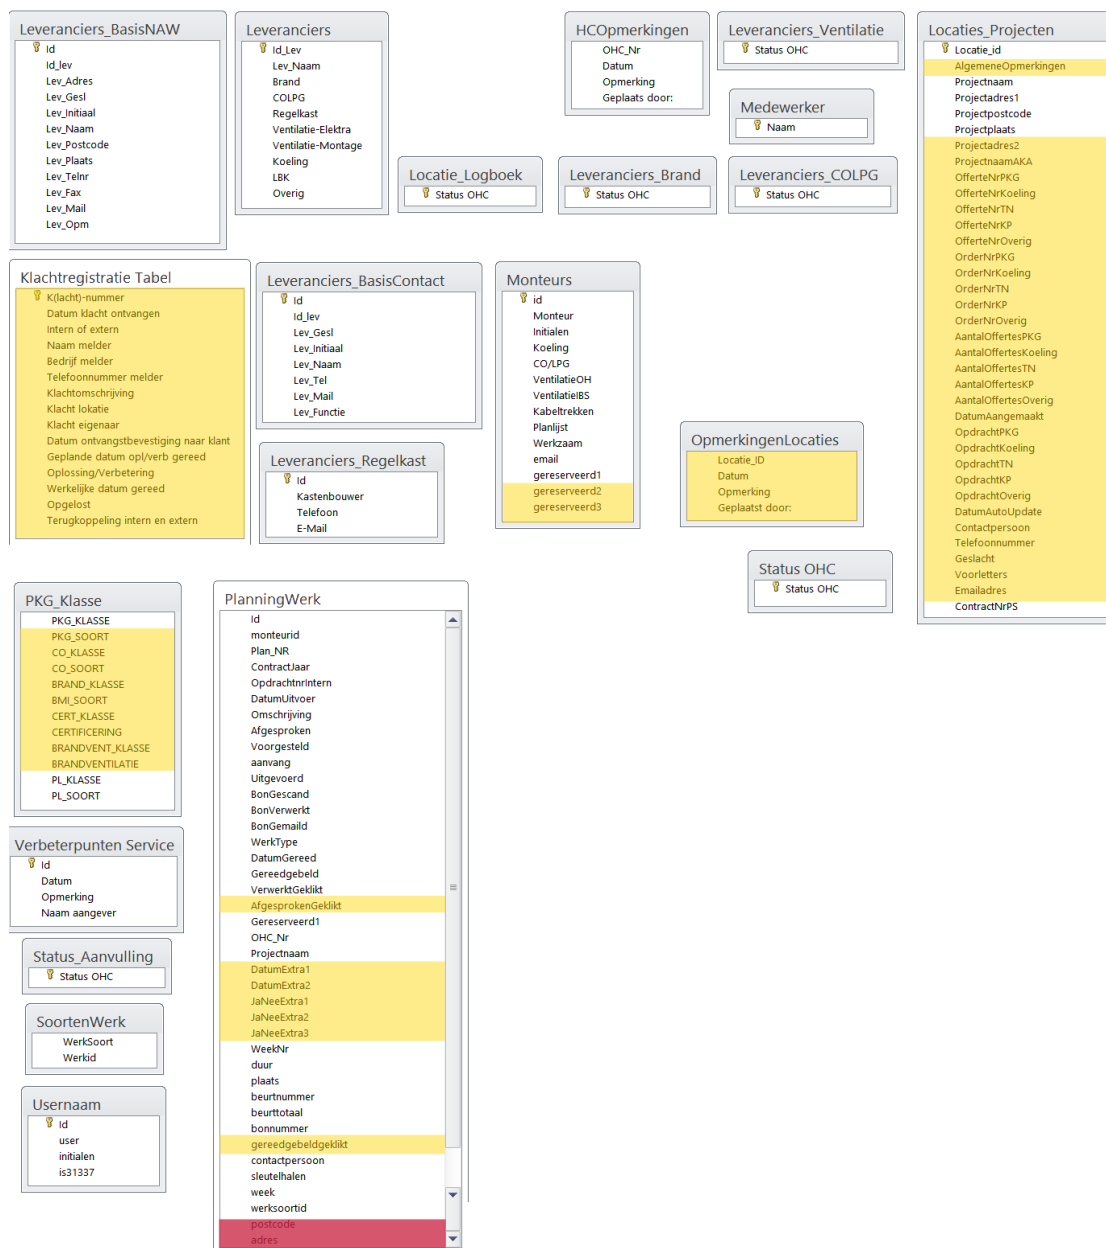 Leveranciers_BasisNAW
Id
Id_lev
Lev_Adres
Lev_Gesl
Lev_Initiaal
Lev_Naam
Lev_Postcode
Lev_Plaats
Lev_Telnr
Lev_Fax
Lev_Mail
Lev_Opm
Leveranciers
Id_Lev
Lev_Naam
Brand
COLPG
Regelkast
Ventilatie-Elektra
Ventilatie-Montage
Koeling
LBK
Overig
Locatie_Logboek
Status OHC
HCOpmerkingen
OHC_Nr
Datum
Opmerking
Geplaats door:
Leveranciers_Ventilatie
Status OHC
Medewerker
Naam
Leveranciers_Brand
Status OHC
Leveranciers_COLPG
Status OHC
Locaties_Projecten
Locatie_id
AlgemeneOpmerkingen
Projectnaam
Projectadres1
Projectpostcode
Projectplaats
Projectadres2
ProjectnaamAKA
OfferteNrPKG
OfferteNrKoeling
OfferteNrTN
OfferteNrKP
OfferteNrOverig
OrderNrPKG
OrderNrKoeling
OrderNrTN
OrderNrKP
OrderNrOverig
AantalOffertesPKG
AantalOffertesKoeling
AantalOffertesTN
AantalOffertesKP
AantalOffertesOverig
DatumAangemaakt
OpdrachtPKG
OpdrachtKoeling
OpdrachtTN
OpdrachtKP
OpdrachtOverig
DatumAutoUpdate
Contactpersoon
Telefoonnummer
Geslacht
Voorletters
Emailadres
ContractNrPS
Klachtregistratie Tabel
K(lacht)-nummer
Datum klacht ontvangen
Intern of extern
Naam melder
Bedrijf melder
Telefoonnummer melder
Klachtomschrijving
Klacht lokatie
Klacht eigenaar
Datum ontvangstbevestiging naar klant
Geplande datum opl/verb gereed
Oplossing/Verbetering
Werkelijke datum gereed
Opgelost
Terugkoppeling intern en extern
Leveranciers_BasisContact
Id
Id_lev
Lev_Gesl
Lev_Initiaal
Lev_Naam
Lev_Tel
Lev_Mail
Lev_Functie
Leveranciers_Regelkast
Id
Kastenbouwer
Telefoon
E-Mail
Monteurs
id
Monteur
Initialen
Koeling
CO/LPG
VentilatieOH
VentilatieIBS
Kabeltrekken
Planlijst
Werkzaam
email
gereserveerd1
gereserveerd2
gereserveerd3
OpmerkingenLocaties
Locatie_ID
Datum
Opmerking
Geplaatst door:
Status OHC
Status OHC
PKG_Klasse
PKG_KLASSE
PKG_SOORT
CO_KLASSE
CO_SOORT
BRAND_KLASSE
BMI_SOORT
CERT_KLASSE
CERTIFICERING
BRANDVENT_KLASSE
BRANDVENTILATIE
PL_KLASSE
PL_SOORT
Verbeterpunten Service
Id
Datum
Opmerking
Naam aangever
Status_Aanvulling
Status OHC
SoortenWerk
WerkSoort
Werkid
Usernaam
Id
user
initialen
is31337
PlanningWerk
Id
monteurid
Plan_NR
ContractJaar
OpdrachtnrIntern
DatumUitvoer
Omschrijving
Afgesproken
Voorgesteld
aanvang
Uitgevoerd
BonGescand
BonVerwerkt
BonGemaild
WerkType
DatumGereed
Gereedgebeld
VerwerktGeklikt
AfgesprokenGeklikt
Gereserveerd1
OHC_Nr
Projectnaam
DatumExtra1
DatumExtra2
JaNeeExtra1
JaNeeExtra2
JaNeeExtra3
WeekNr
duur
plaats
beurtnummer
beurttotaal
bonnummer
gereedgebeldgeklikt
contactpersoon
sleutelhalen
week
werksoortid
postcode
adres